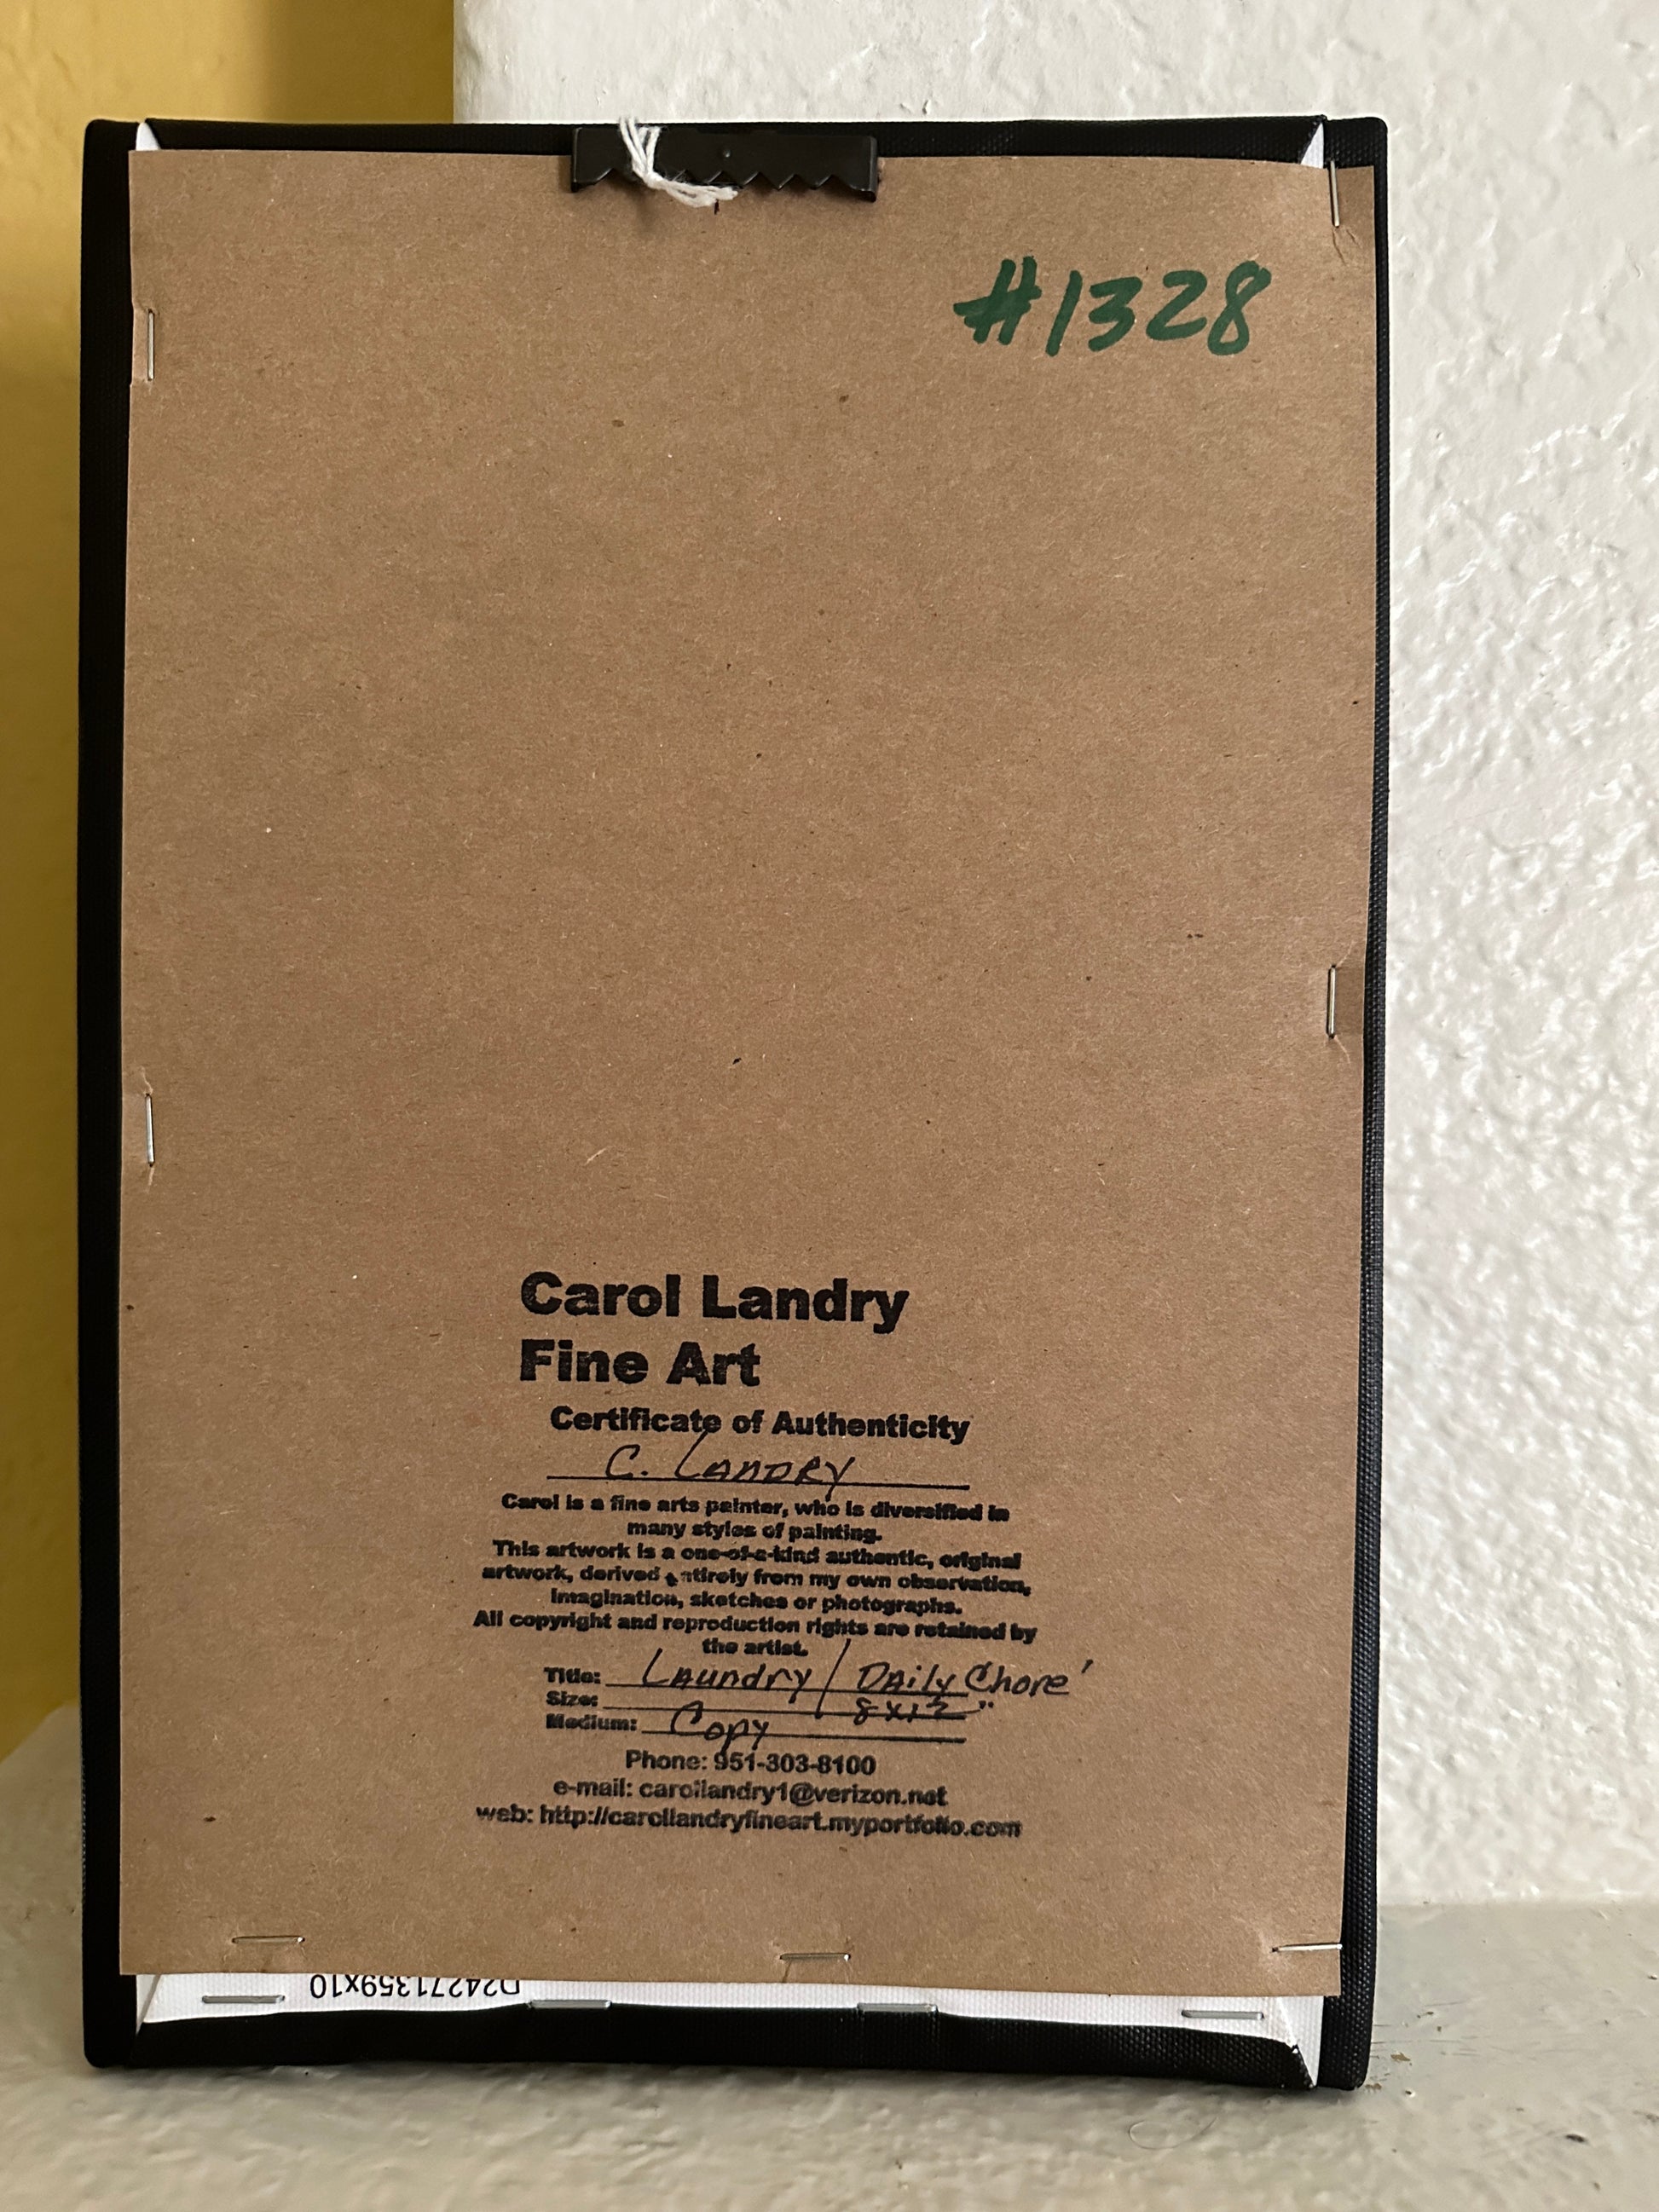 #1328
Carol Landry
Fine Art
Certificate of Authenticity
C. LANDRY
Carol is a fine arts painter, who is diversified in
many styles of painting.
This artwork is a one-of-a-kind authentic, original
artwork, derived entirely from my own observation,
imagination, sketches or photographs.
All copyright and reproduction rights are retained by
the artist.
Title: Laundry/ Daily Chore'
Size: 8x12"
Medium: Copy
Phone: 951-303-8100
e-mail: carollandry1@verizon.net
web: http://carollandryfineart.myportfolio.com
D24271359x10